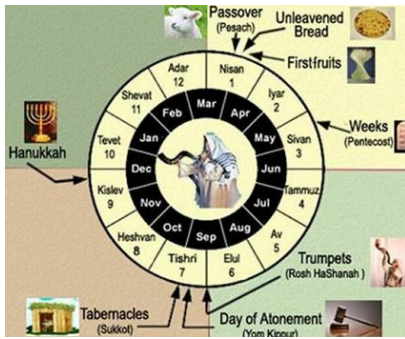 Passover
(Pesach)
Unleavened
Bread
First-fruits
Weeks
(Pentecost)
Trumpets
(Rosh HaShanah )
Day of Atonement
(Yom Kippur)
Tabernacles
(Sukkot)
Hanukkah
Nisan
1
Iyar
2
Sivan
3
Tammuz
4
Av
5
Elul
6
Tishri
7
Heshvan
8
Kislev
9
Tevet
10
Shevat
11
Adar
12
Mar
Apr
May
Jun
Jul
Aug
Sep
Oct
Nov
Dec
Jan
Feb